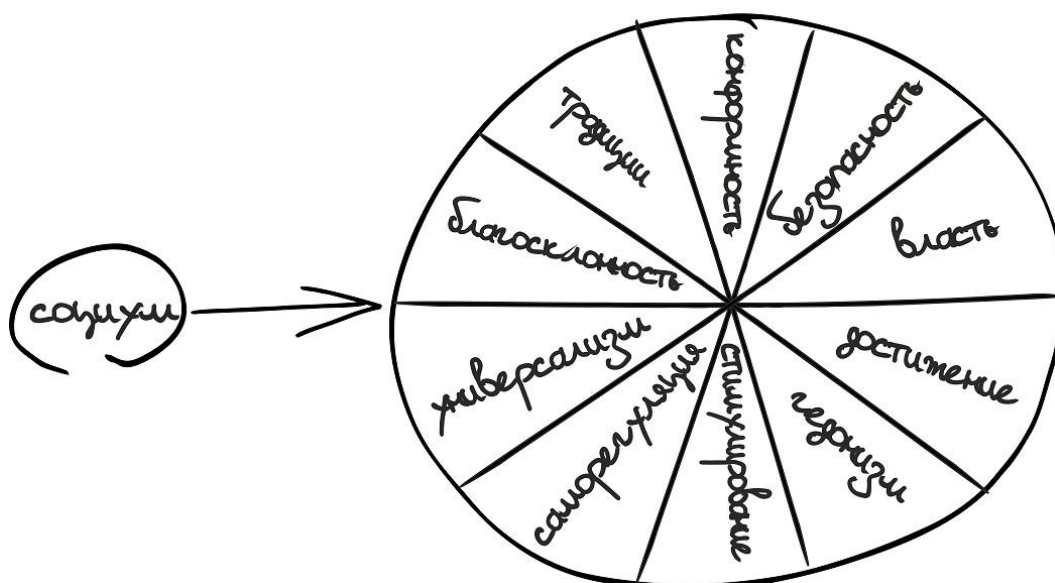 социум
традиции
конформность
безопасность
власть
благосклонность
универсализм
саморегуляция
стимулирование
гедонизм
достижение